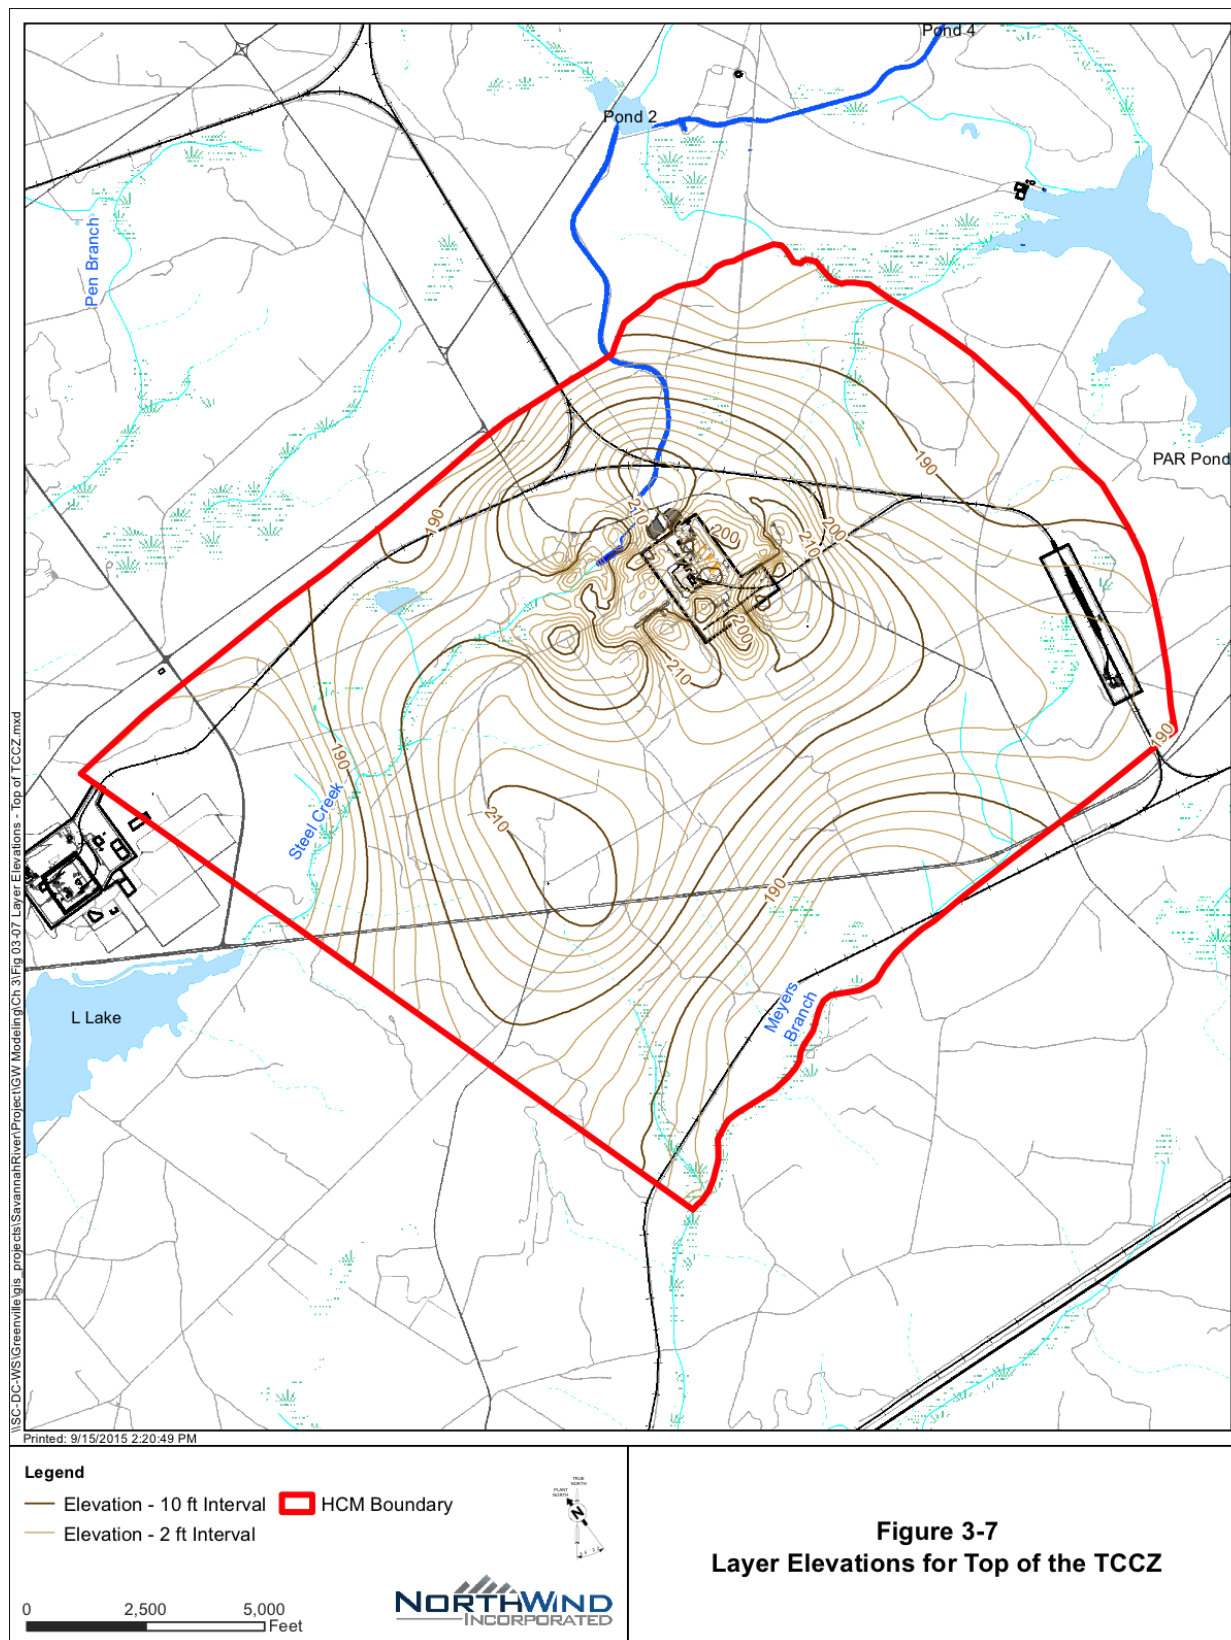 Pond 4
Pond 2
Pen Branch
PAR Pond
190
190
210
200
200
210
200
210
190
190
Steel Creek
210
190
Meyers
Branch
L Lake
\\SC-DC-WS\Greenville\gis_projects\SavannahRiver\Project\GW Modeling\Ch 3\Fig 03-07 Layer Elevations - Top of TCCZ.mxd
Printed: 9/15/2015 2:20:49 PM
Legend
Elevation - 10 ft Interval
HCM Boundary
Elevation - 2 ft Interval
TRUE
NORTH
PLANT
NORTH
N
0 2,500 5,000
Feet
NORTHWIND
INCORPORATED
Figure 3-7
Layer Elevations for Top of the TCCZ